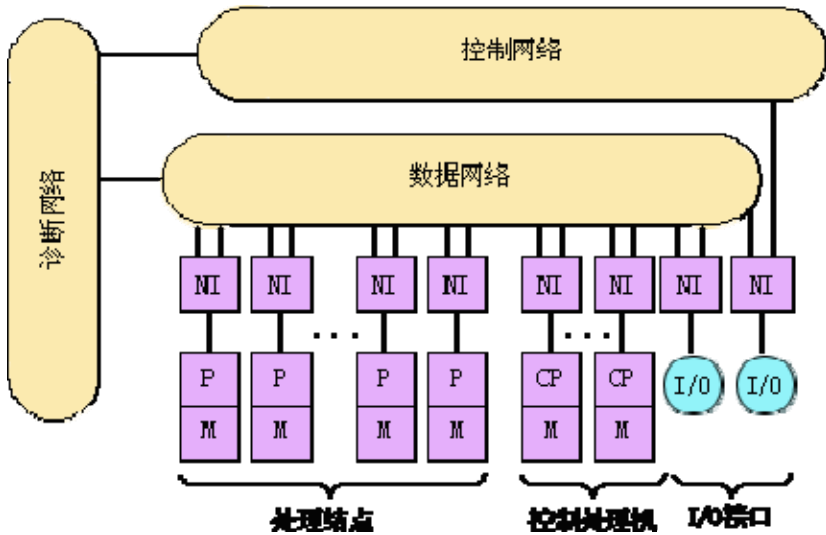 控制网络
数据网络
诊断网络
NI NI NI NI NI NI NI NI
... ...
P P P P CP CP I/O I/O
M M M M M M
处理结点 控制处理机 I/O接口